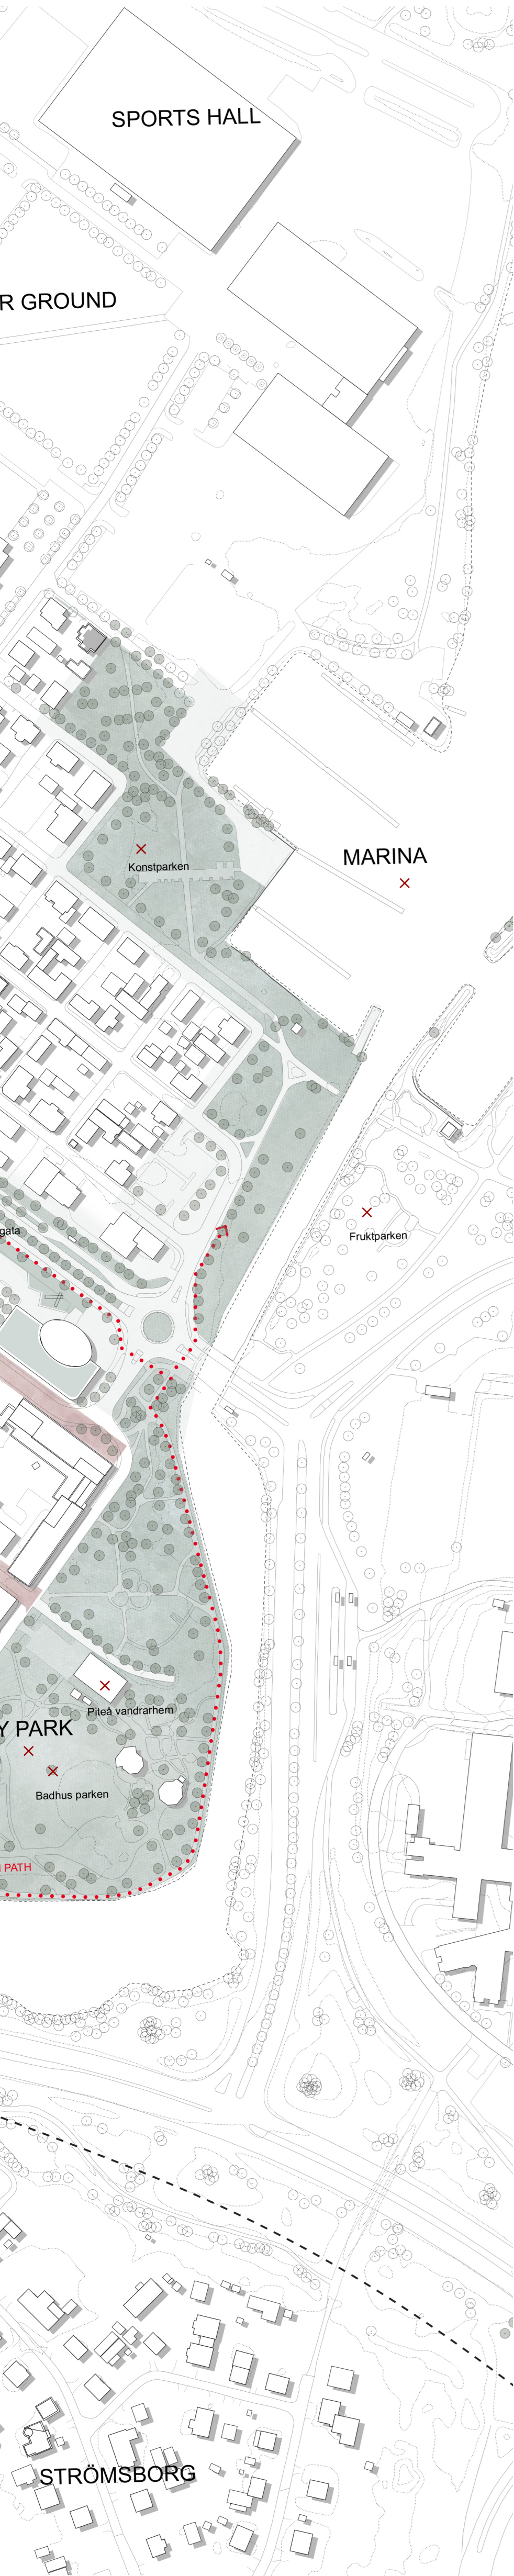 SPORTS HALL
R GROUND
Konstparken
MARINA
gata
Fruktparken
Piteå vandrarhem
Y PARK
Badhus parken
PATH
STRÖMSBORG